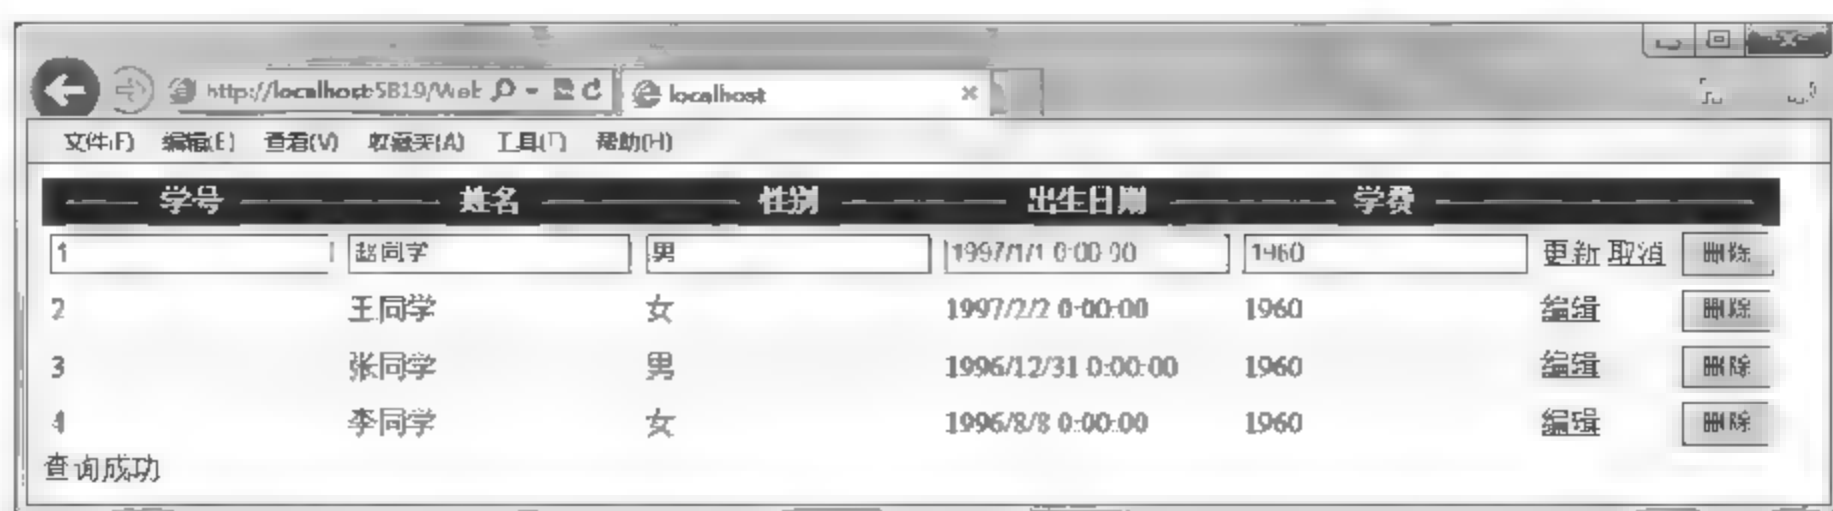 http://localhost:5819/Web localhost
文件(F) 编辑(E) 查看(V) 收藏夹(A) 工具(T) 帮助(H)
学号 姓名 性别 出生日期 学费
1 赵同学 男 1997/1/1 0:00:00 1960 更新 取消 删除
2 王同学 女 1997/2/2 0:00:00 1960 编辑 删除
3 张同学 男 1996/12/31 0:00:00 1960 编辑 删除
4 李同学 女 1996/8/8 0:00:00 1960 编辑 删除
查询成功